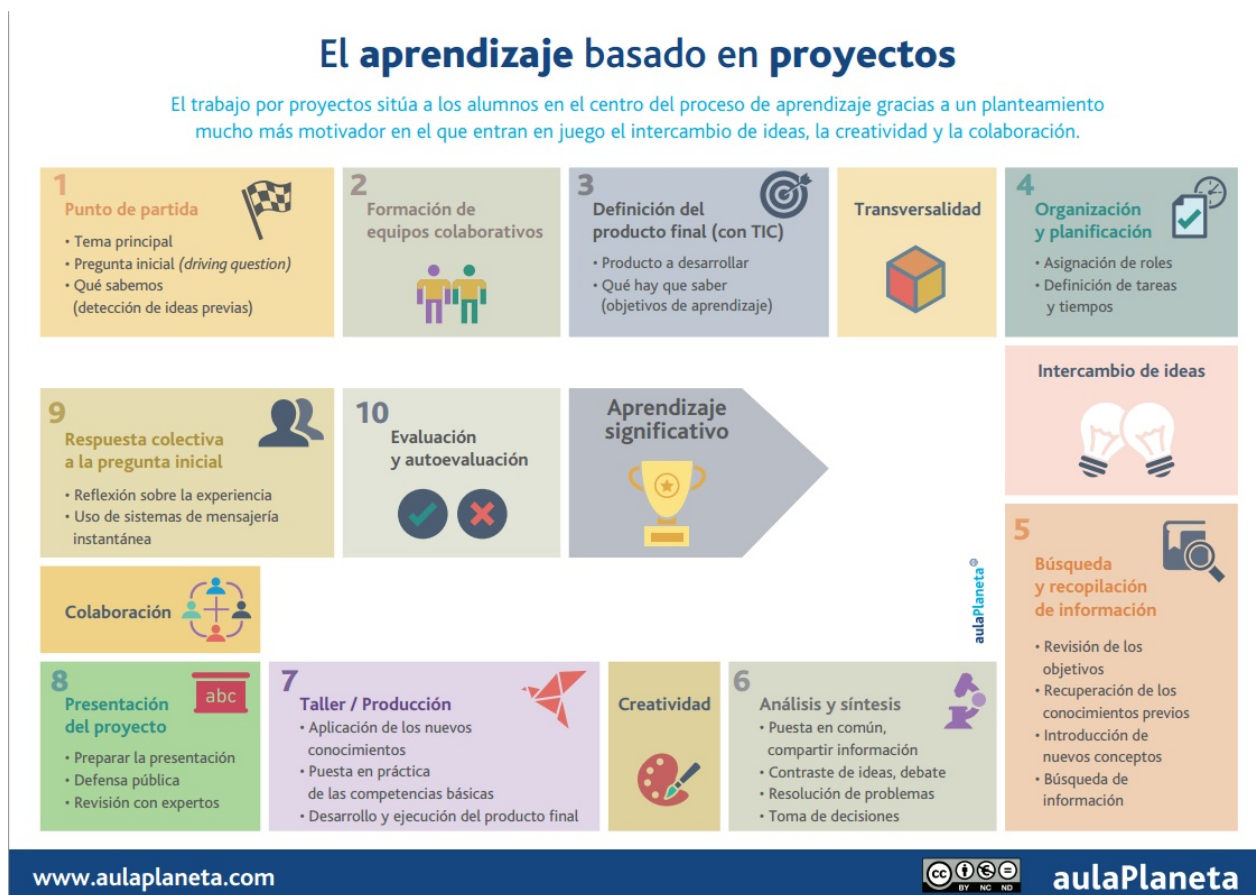 El aprendizaje basado en proyectos
El trabajo por proyectos sitúa a los alumnos en el centro del proceso de aprendizaje gracias a un planteamiento
mucho más motivador en el que entran en juego el intercambio de ideas, la creatividad y la colaboración.
1
Punto de partida
• Tema principal
• Pregunta inicial (driving question)
• Qué sabemos
(detección de ideas previas)
2
Formación de
equipos colaborativos
3
Definición del
producto final (con TIC)
• Producto a desarrollar
• Qué hay que saber
(objetivos de aprendizaje)
Transversalidad
4
Organización
y planificación
• Asignación de roles
• Definición de tareas
y tiempos
Intercambio de ideas
5
Búsqueda
y recopilación
de información
• Revisión de los
objetivos
• Recuperación de los
conocimientos previos
• Introducción de
nuevos conceptos
• Búsqueda de
información
6
Análisis y síntesis
• Puesta en común,
compartir información
• Contraste de ideas, debate
• Resolución de problemas
• Toma de decisiones
Creatividad
7
Taller / Producción
• Aplicación de los nuevos
conocimientos
• Puesta en práctica
de las competencias básicas
• Desarrollo y ejecución del producto final
8
Presentación
del proyecto
abc
• Preparar la presentación
• Defensa pública
• Revisión con expertos
Colaboración
9
Respuesta colectiva
a la pregunta inicial
• Reflexión sobre la experiencia
• Uso de sistemas de mensajería
instantánea
10
Evaluación
y autoevaluación
Aprendizaje
significativo
aulaPlaneta
www.aulaplaneta.com
cc
BY NC ND
aulaPlaneta